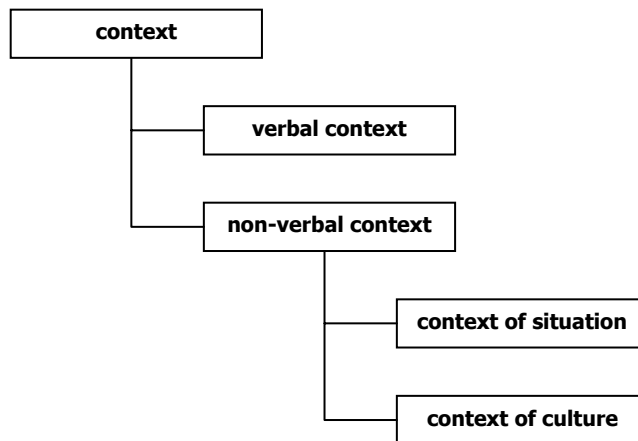 context
verbal context
non-verbal context
context of situation
context of culture